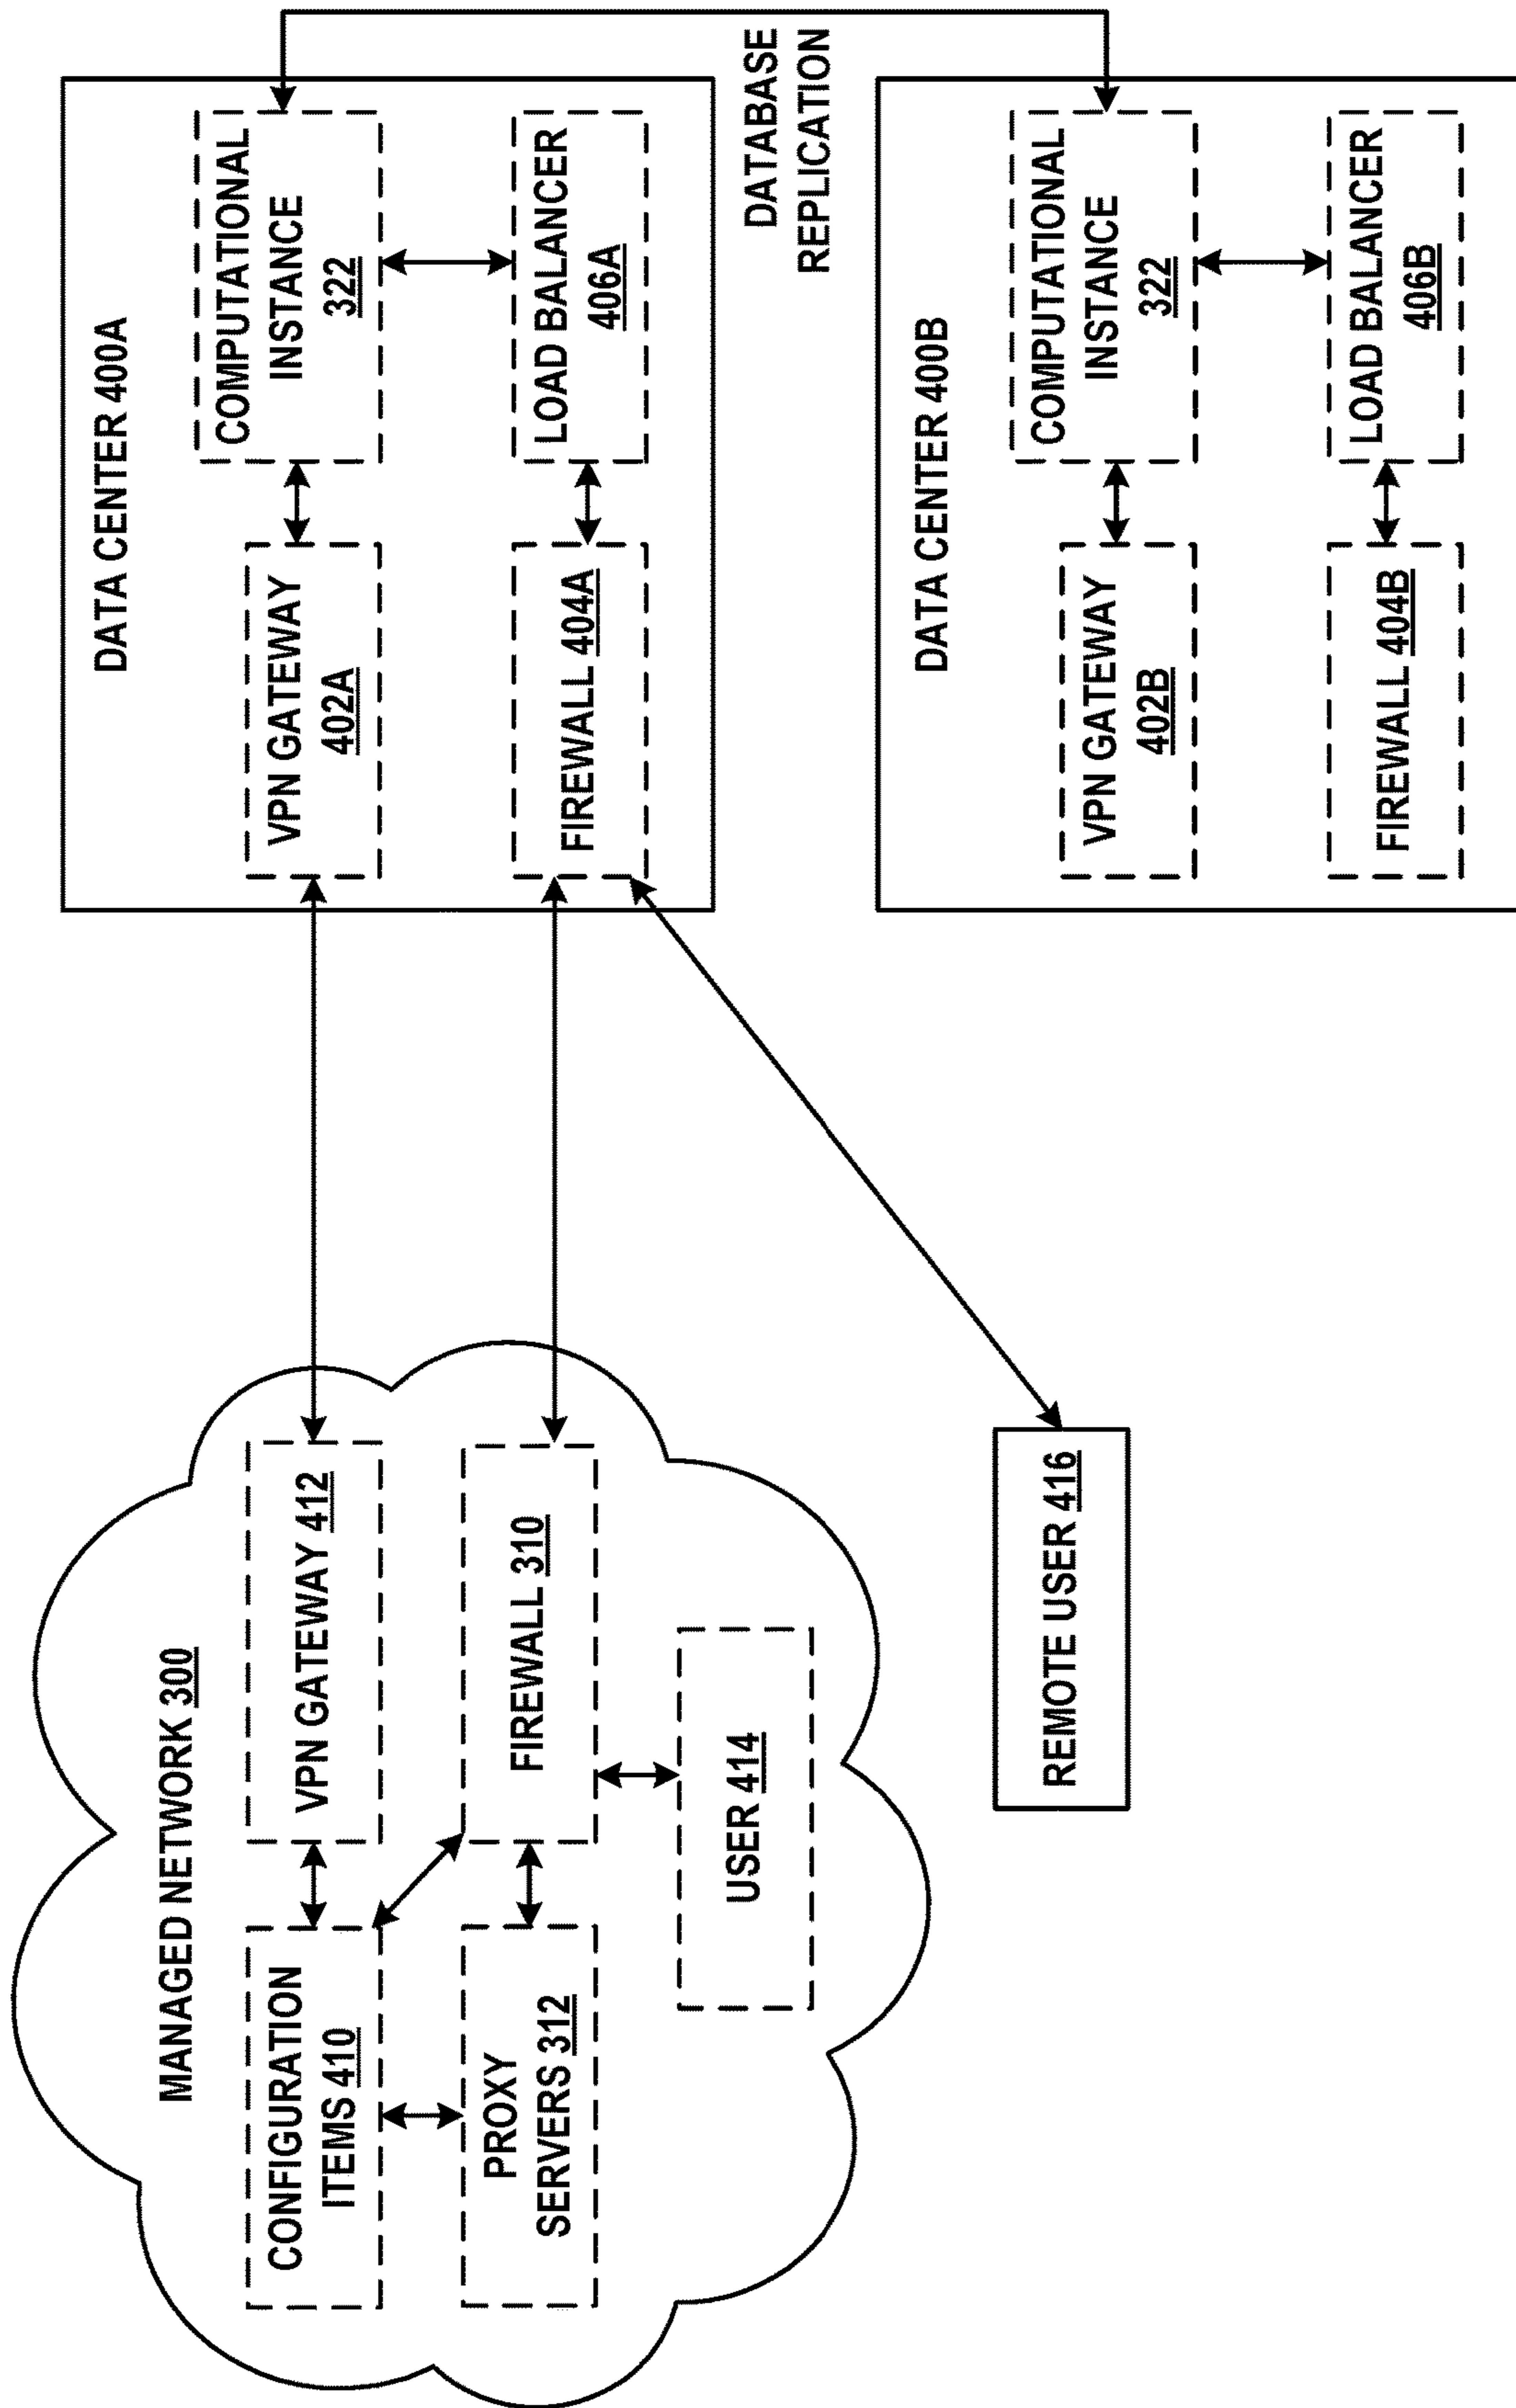 MANAGED NETWORK 300
CONFIGURATION
ITEMS 410
VPN GATEWAY 412
PROXY
SERVERS 312
FIREWALL 310
USER 414
REMOTE USER 416
DATA CENTER 400A
VPN GATEWAY
402A
COMPUTATIONAL
INSTANCE
322
FIREWALL 404A
LOAD BALANCER
406A
DATABASE
REPLICATION
DATA CENTER 400B
VPN GATEWAY
402B
COMPUTATIONAL
INSTANCE
322
FIREWALL 404B
LOAD BALANCER
406B